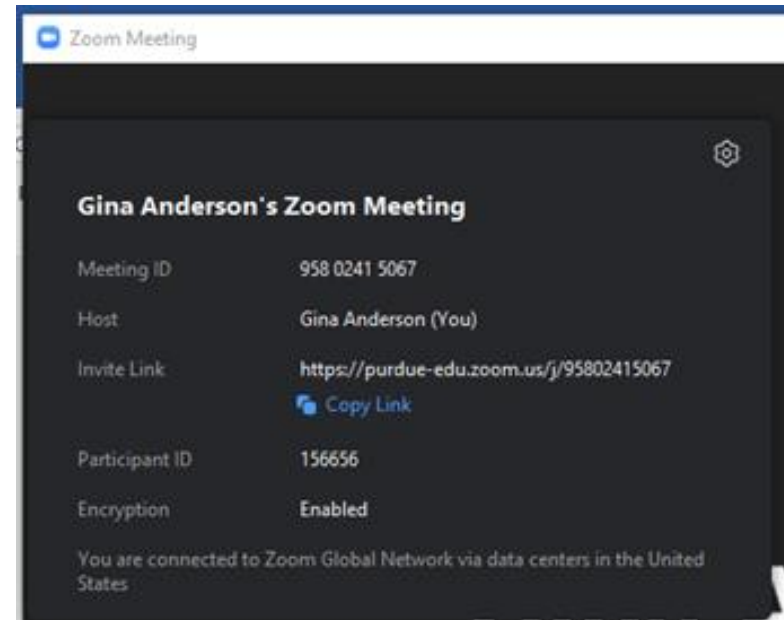 Zoom Meeting
Gina Anderson's Zoom Meeting
Meeting ID 958 0241 5067
Host Gina Anderson (You)
Invite Link https://purdue-edu.zoom.us/j/95802415067
Copy Link
Participant ID 156656
Encryption Enabled
You are connected to Zoom Global Network via data centers in the United
States